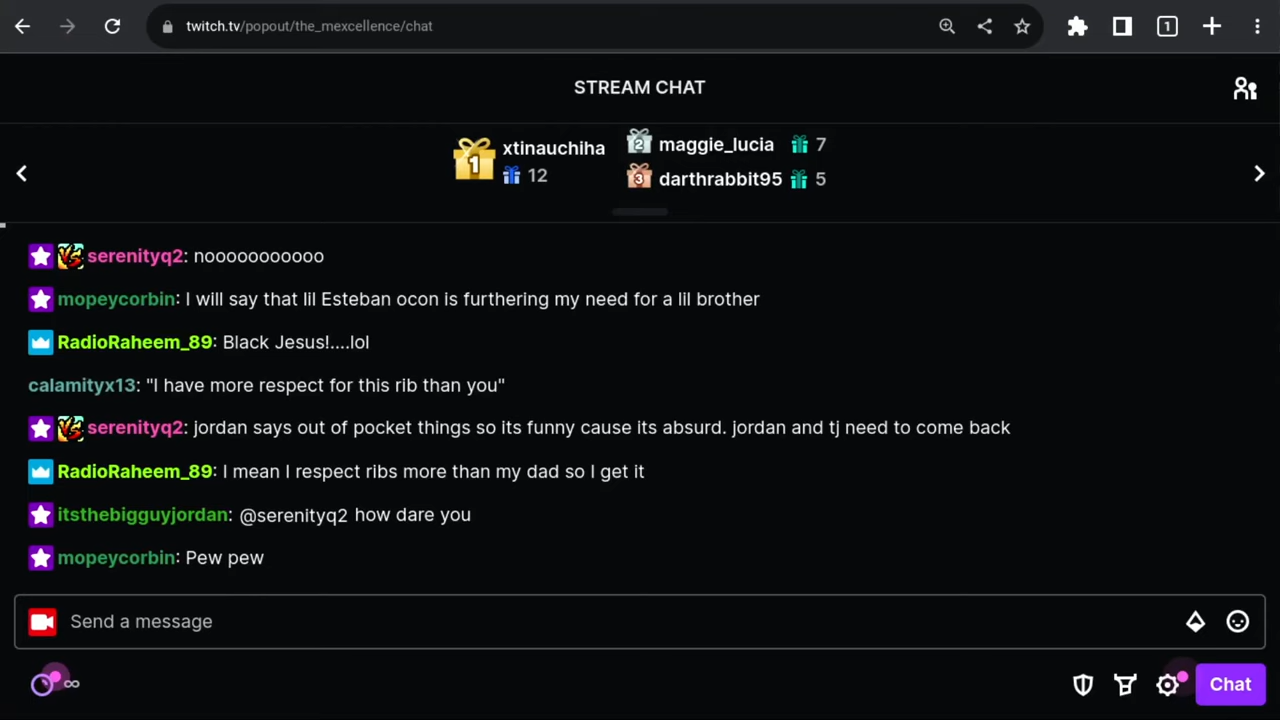 twitch.tv/popout/the_mexcellence/chat
1
STREAM CHAT
1 xtinauchiha
12
2 maggie_lucia 7
3 darthrabbit95 5
serenityq2: nooooooooooo
mopeycorbin: I will say that lil Esteban ocon is furthering my need for a lil brother
RadioRaheem_89: Black Jesus!....lol
calamityx13: "I have more respect for this rib than you"
serenityq2: jordan says out of pocket things so its funny cause its absurd. jordan and tj need to come back
RadioRaheem_89: I mean I respect ribs more than my dad so I get it
itsthebigguyjordan: @serenityq2 how dare you
mopeycorbin: Pew pew
Send a message
∞
Chat